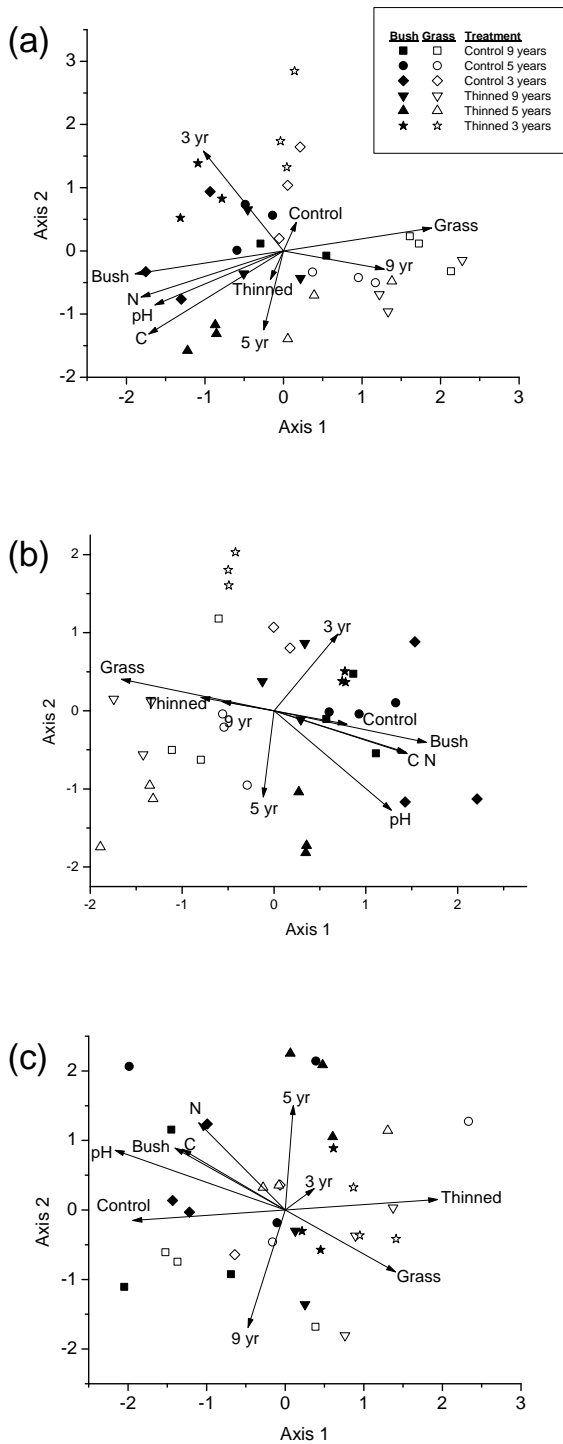 (a)
Bush Grass Treatment
Control 9 years
Control 5 years
Control 3 years
Thinned 9 years
Thinned 5 years
Thinned 3 years
3
2
1
0
-1
-2
Axis 2
3 yr
Control
Grass
Bush
9 yr
N
Thinned
pH
C
5 yr
-2 -1 0 1 2 3
Axis 1
(b)
2
1
0
-1
-2
Axis 2
3 yr
Grass
Thinned
9 yr
Control
Bush
C N
5 yr
pH
-2 -1 0 1 2
Axis 1
(c)
2
1
0
-1
-2
Axis 2
N
5 yr
pH
Bush
C
3 yr
Control
Thinned
Grass
9 yr
-2 -1 0 1 2 3
Axis 1